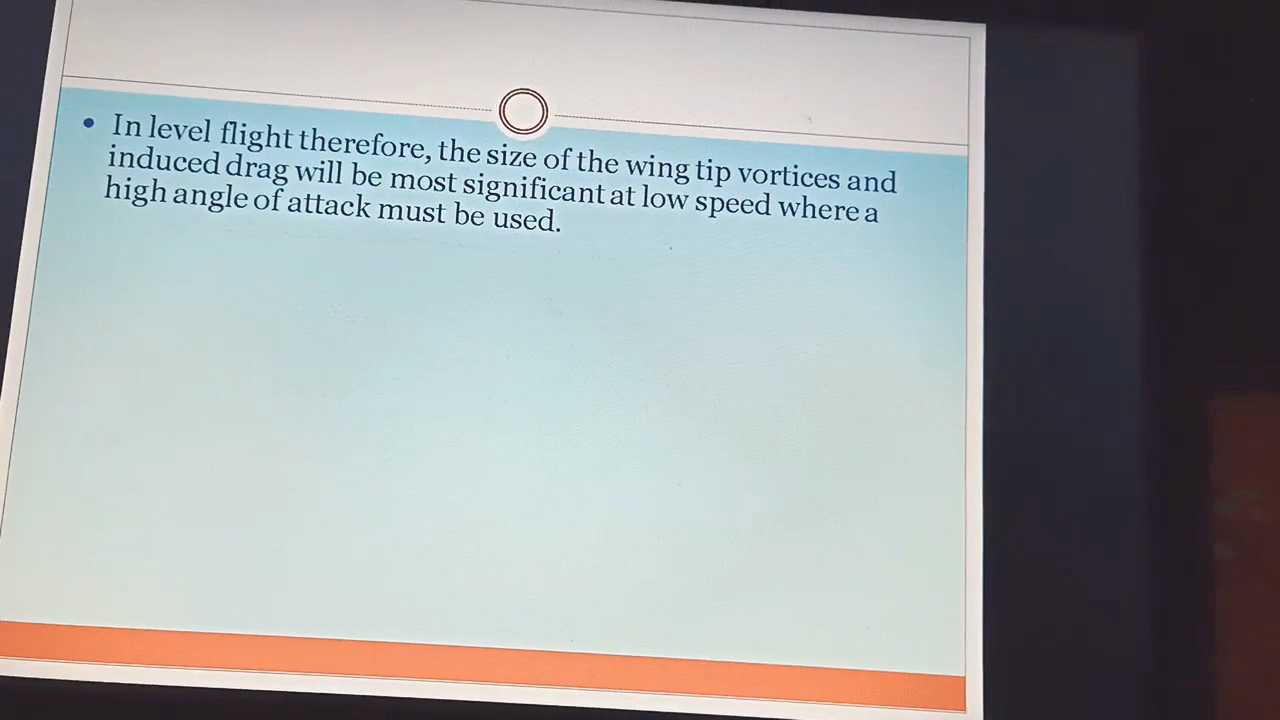 • In level flight therefore, the size of the wing tip vortices and
induced drag will be most significant at low speed where a
high angle of attack must be used.